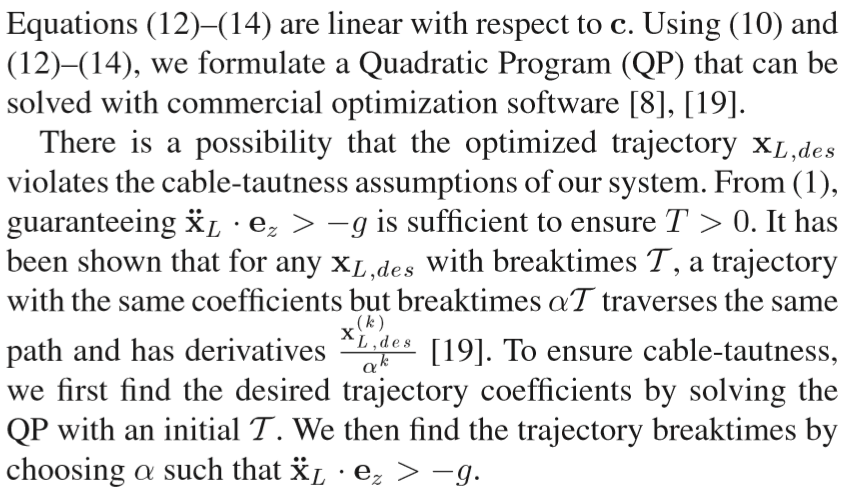 Equations (12)–(14) are linear with respect to c. Using (10) and
(12)–(14), we formulate a Quadratic Program (QP) that can be
solved with commercial optimization software [8], [19].
There is a possibility that the optimized trajectory $\mathbf{x}_{L,des}$
violates the cable-tautness assumptions of our system. From (1),
guaranteeing $\ddot{\mathbf{x}}_L \cdot \mathbf{e}_z > -g$ is sufficient to ensure $T > 0$. It has
been shown that for any $\mathbf{x}_{L,des}$ with breaktimes $\mathcal{T}$, a trajectory
with the same coefficients but breaktimes $\alpha\mathcal{T}$ traverses the same
path and has derivatives $\frac{\mathbf{x}_{L,des}^{(k)}}{\alpha^k}$ [19]. To ensure cable-tautness,
we first find the desired trajectory coefficients by solving the
QP with an initial $\mathcal{T}$. We then find the trajectory breaktimes by
choosing $\alpha$ such that $\ddot{\mathbf{x}}_L \cdot \mathbf{e}_z > -g$.